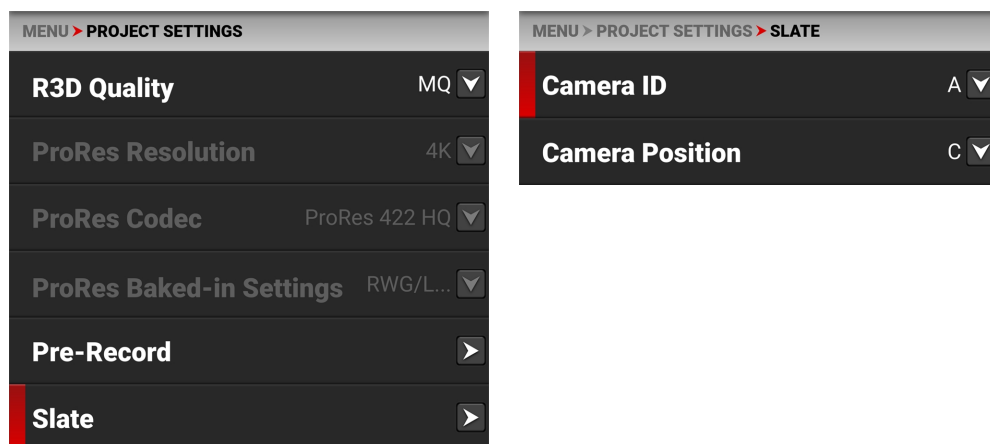 MENU PROJECT SETTINGS
R3D Quality MQ
ProRes Resolution 4K
ProRes Codec ProRes 422 HQ
ProRes Baked-in Settings RWG/L...
Pre-Record
Slate
MENU PROJECT SETTINGS SLATE
Camera ID A
Camera Position C